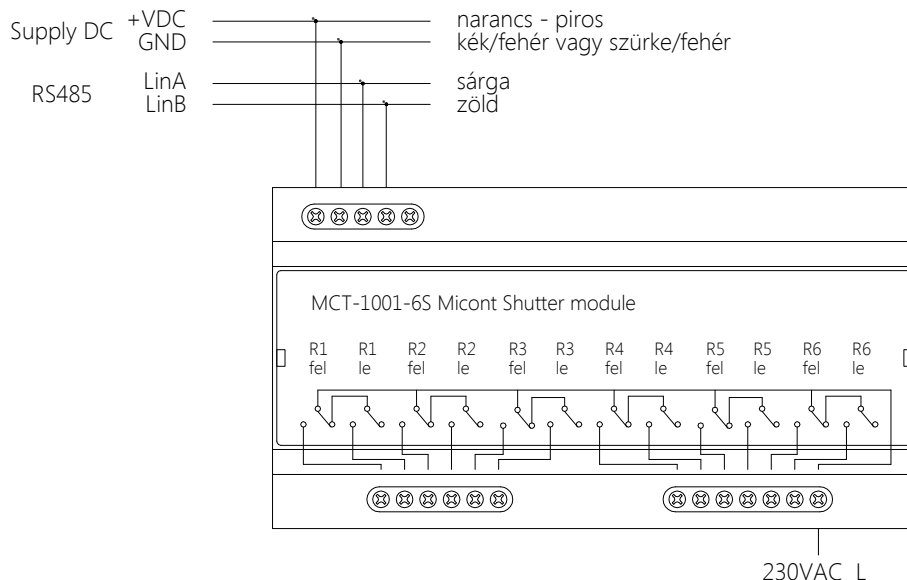 Supply DC +VDC narancs - piros
GND kék/fehér vagy szürke/fehér
RS485 LinA sárga
LinB zöld
MCT-1001-6S Micont Shutter module
R1 R1 R2 R2 R3 R3 R4 R4 R5 R5 R6 R6
fel le fel le fel le fel le fel le fel le
230VAC L